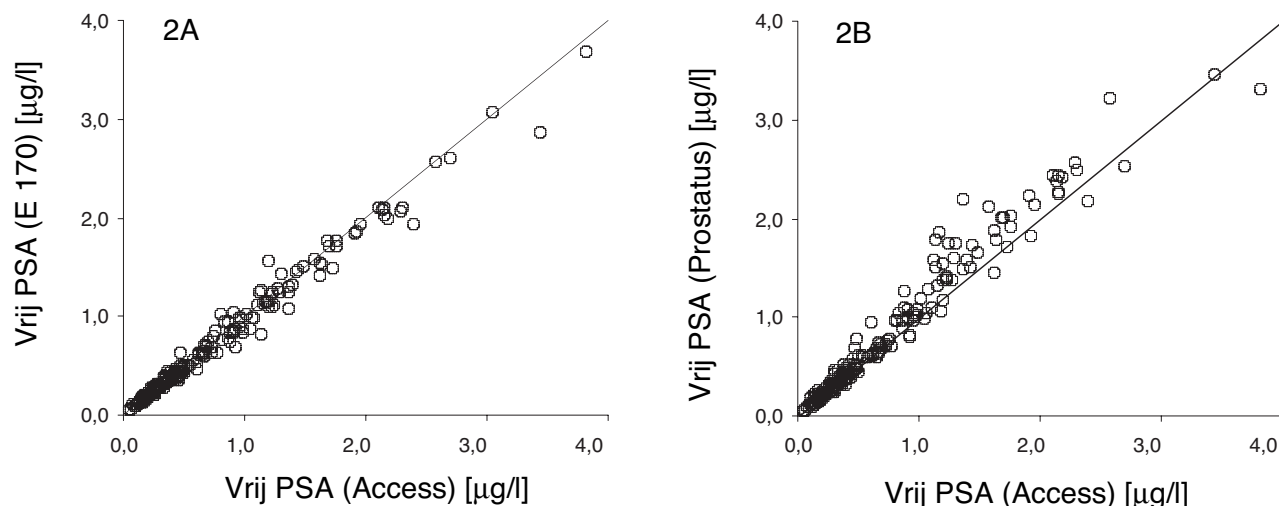 2A
Vrij PSA (E 170) [µg/l]
4,0
3,0
2,0
1,0
0,0
0,0 1,0 2,0 3,0 4,0
Vrij PSA (Access) [µg/l]
2B
Vrij PSA (Prostatus) [µg/l]
4,0
3,0
2,0
1,0
0,0
0,0 1,0 2,0 3,0 4,0
Vrij PSA (Access) [µg/l]